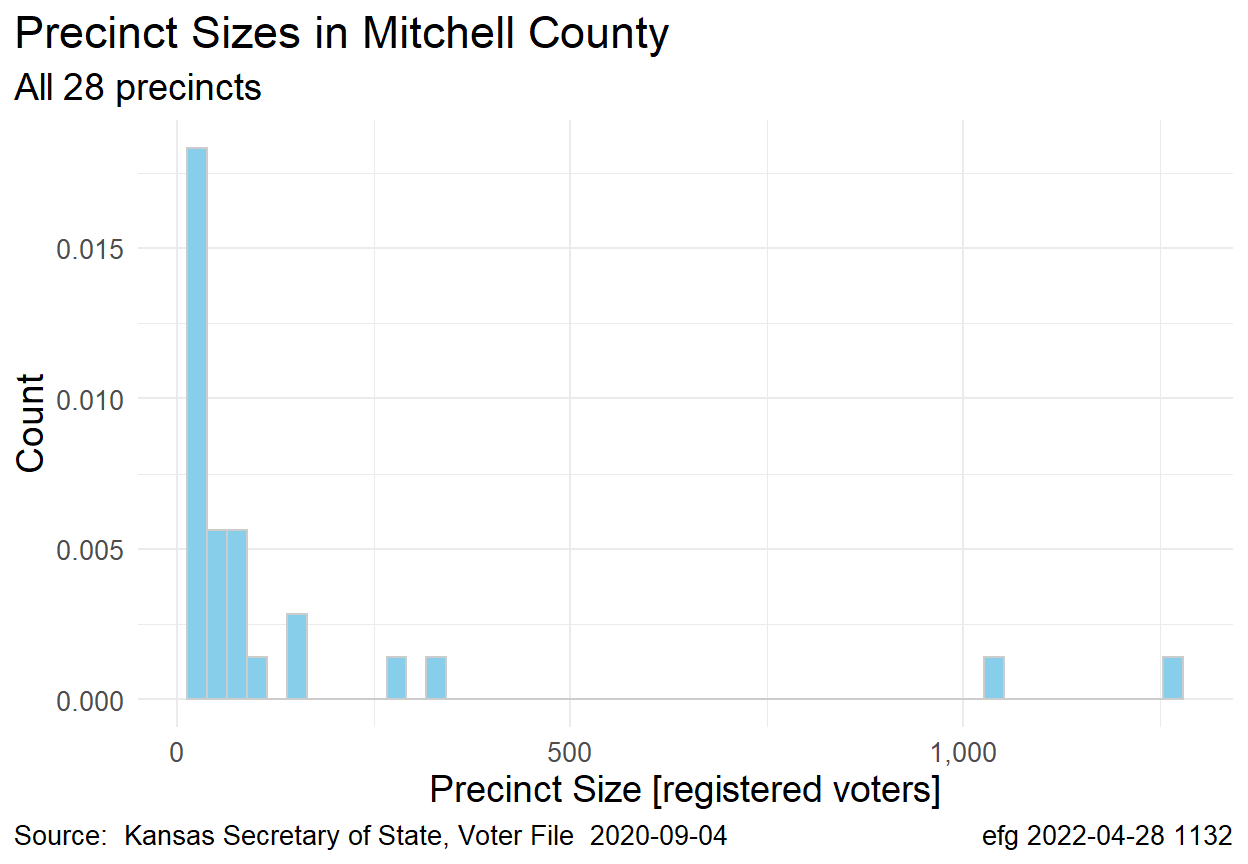 Precinct Sizes in Mitchell County
All 28 precincts
Count
0.015
0.010
0.005
0.000
0 500 1,000
Precinct Size [registered voters]
Source:  Kansas Secretary of State, Voter File  2020-09-04 efg 2022-04-28 1132